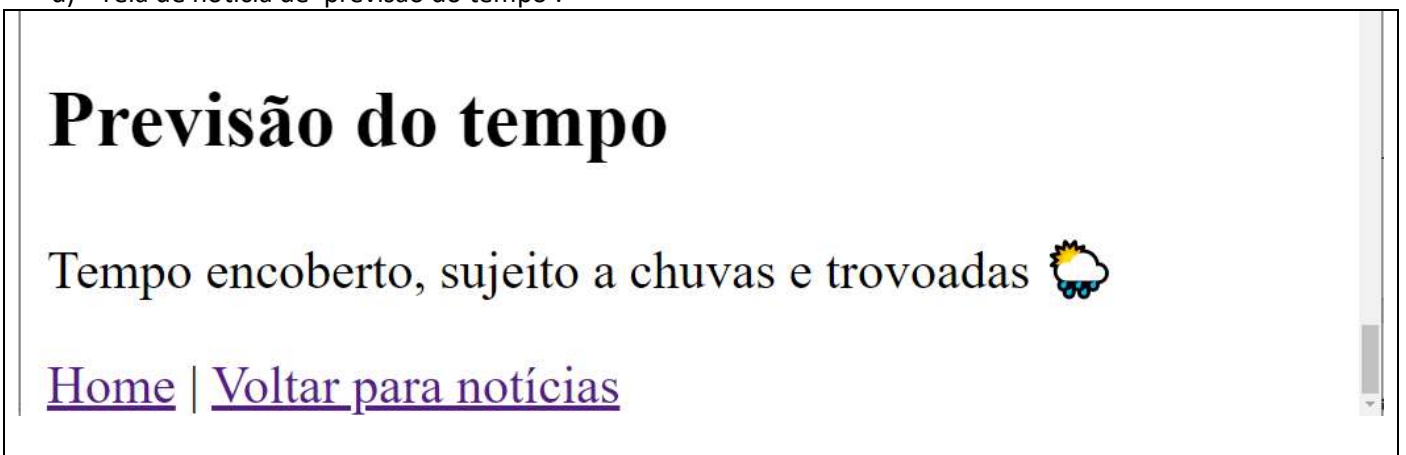 Previsão do tempo
Tempo encoberto, sujeito a chuvas e trovoadas 🌦
Home | Voltar para notícias